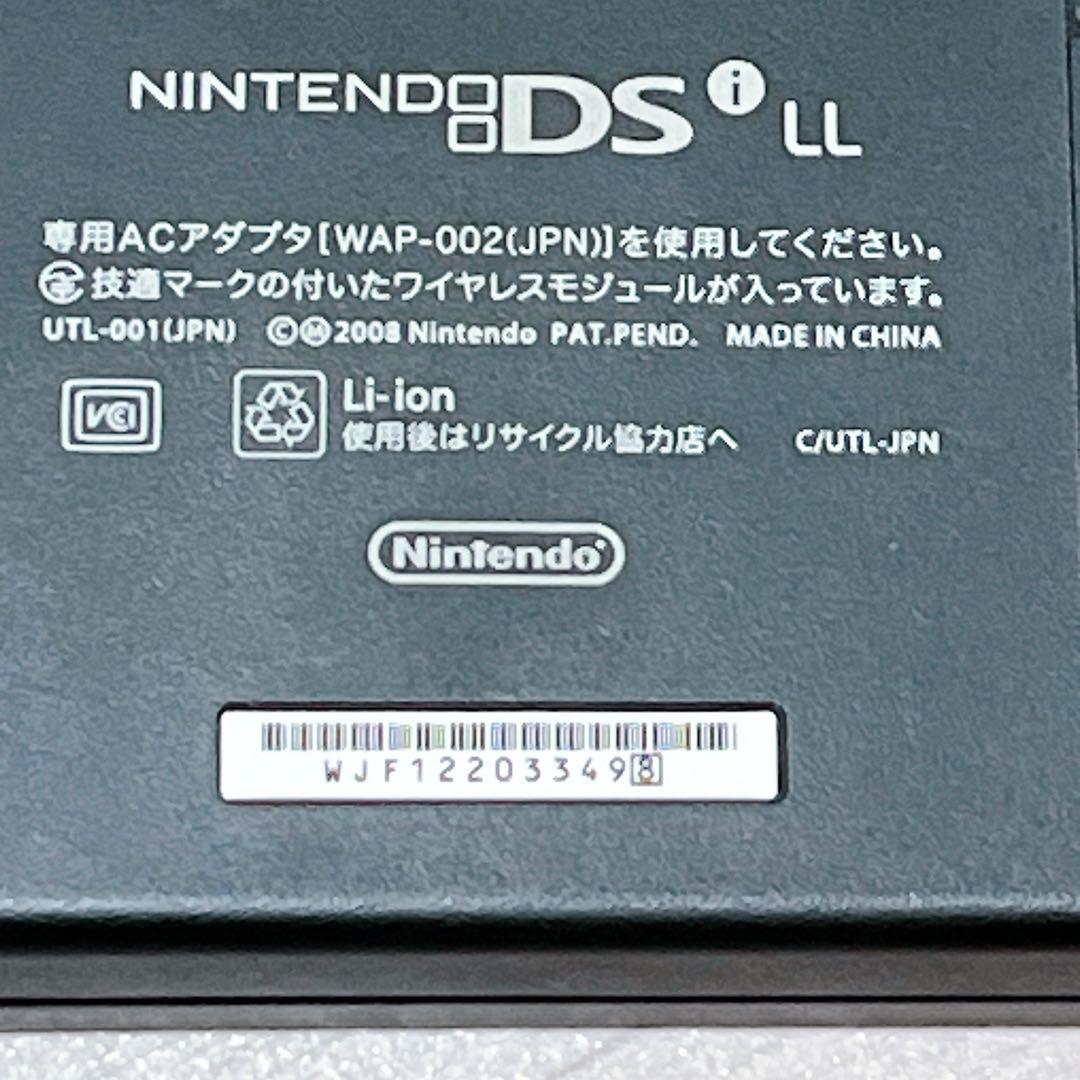 NINTENDO DSi LL
専用ACアダプタ[WAP-002(JPN)]を使用してください。
技適マークの付いたワイヤレスモジュールが入っています。
UTL-001(JPN) ©Ⓜ2008 Nintendo PAT.PEND. MADE IN CHINA
VCI
Li-ion
使用後はリサイクル協力店へ C/UTL-JPN
Nintendo
WJF122033498